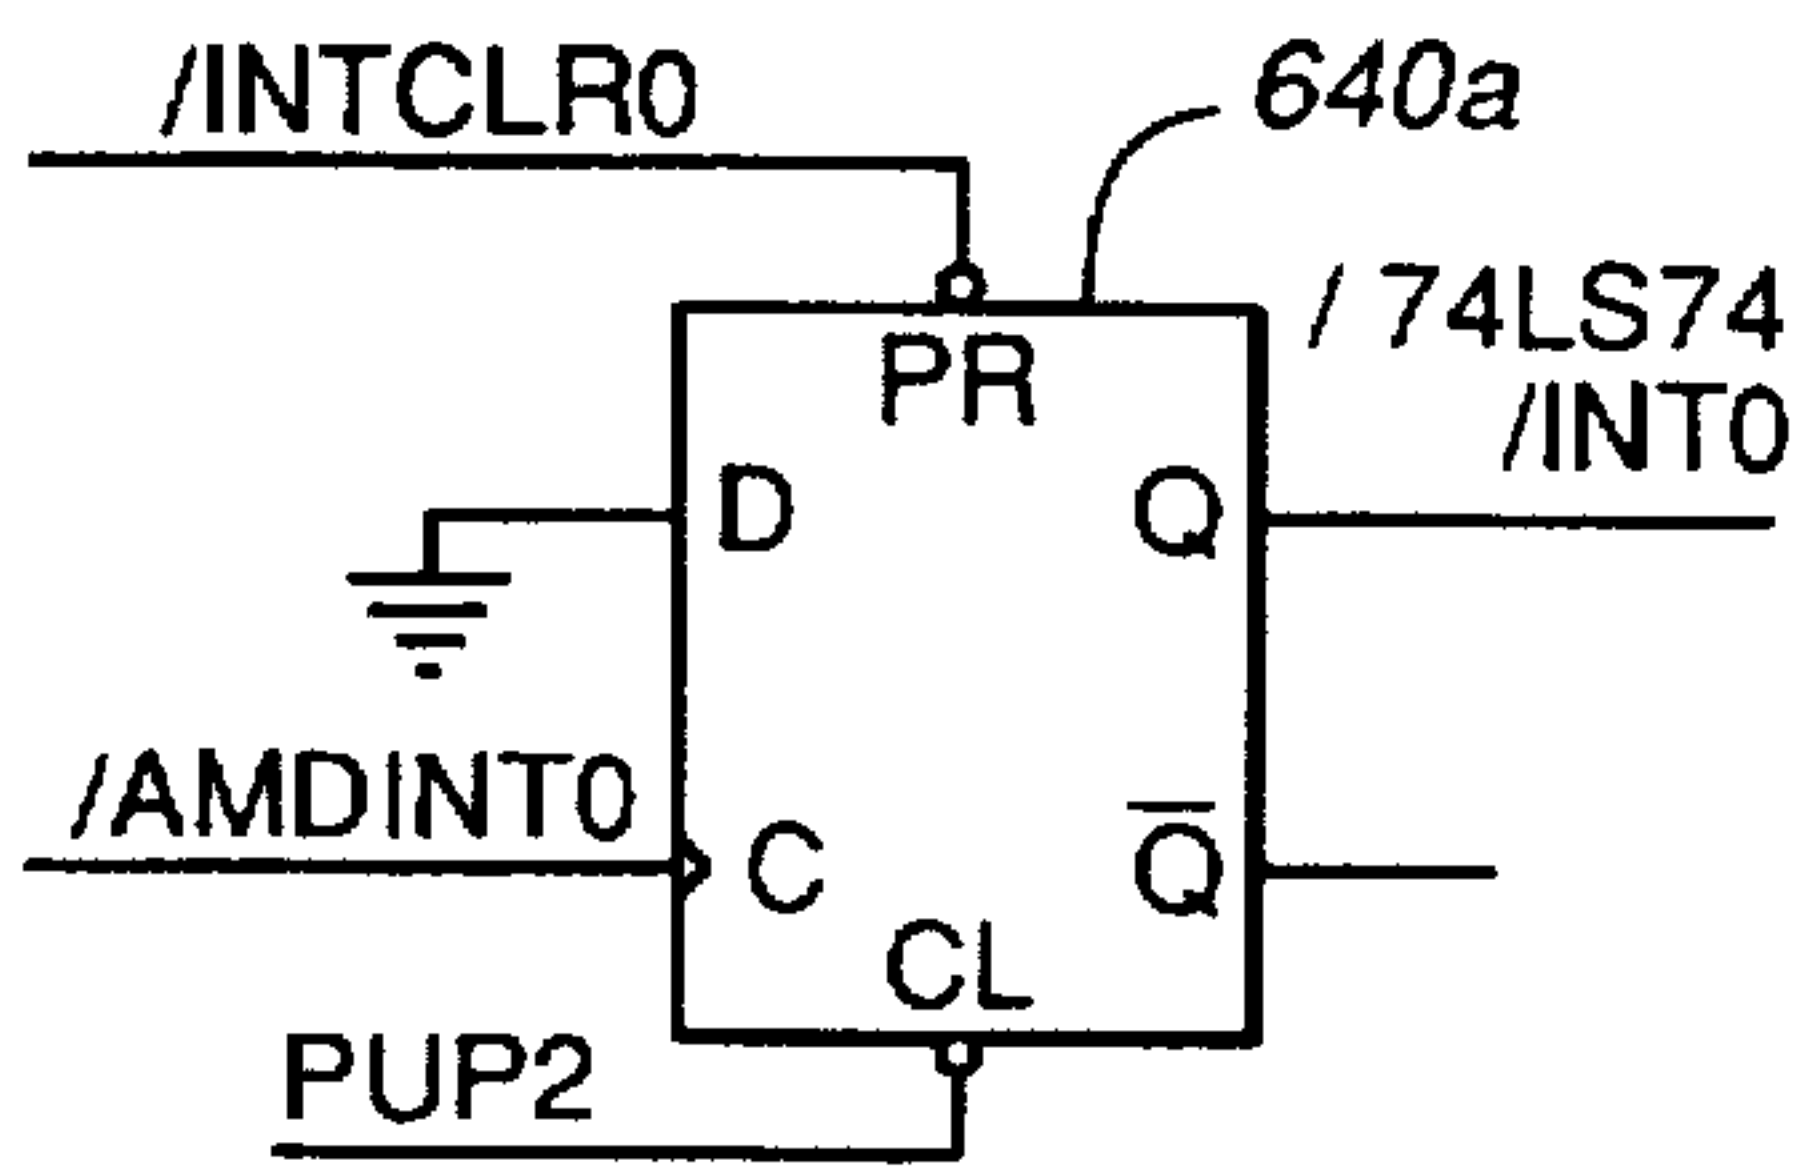 /INTCLR0
640a
/ 74LS74
/INT0
PR
D
Q
/AMDINT0
C
Q̅
CL
PUP2